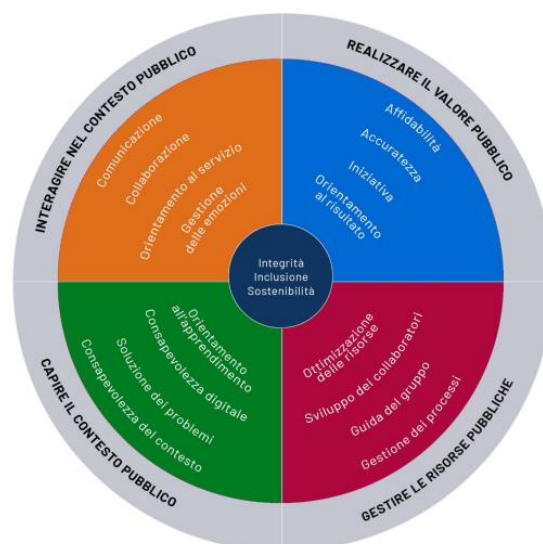 INTERAGIRE NEL CONTESTO PUBBLICO
Comunicazione
Collaborazione
Orientamento al servizio
Gestione
delle emozioni
REALIZZARE IL VALORE PUBBLICO
Affidabilità
Accuratezza
Iniziativa
Orientamento
al risultato
Integrità
Inclusione
Sostenibilità
CAPIRE IL CONTESTO PUBBLICO
Orientamento
all'apprendimento
Consapevolezza digitale
Soluzione dei problemi
Consapevolezza del contesto
GESTIRE LE RISORSE PUBBLICHE
Ottimizzazione
delle risorse
Sviluppo dei collaboratori
Guida del gruppo
Gestione dei processi